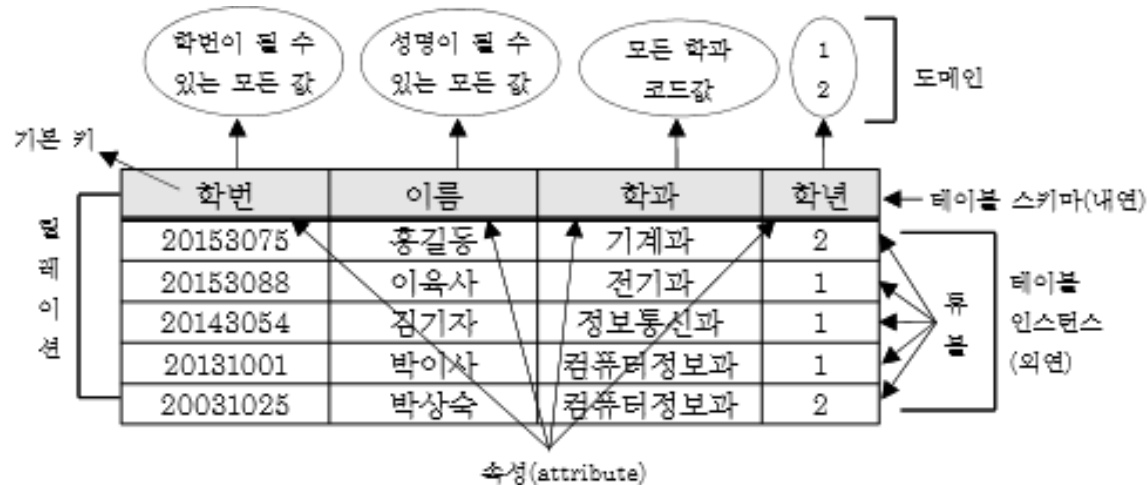 학번이 될 수
있는 모든 값
성명이 될 수
있는 모든 값
모든 학과
코드값
1
2
도메인
기본 키
학번 이름 학과 학년
테이블 스키마(내연)
20153075 홍길동 기계과 2
20153088 이육사 전기과 1
20143054 김기자 정보통신과 1
20131001 박이사 컴퓨터정보과 1
20031025 박상숙 컴퓨터정보과 2
릴레이션
튜블
테이블
인스턴스
(외연)
속성(attribute)